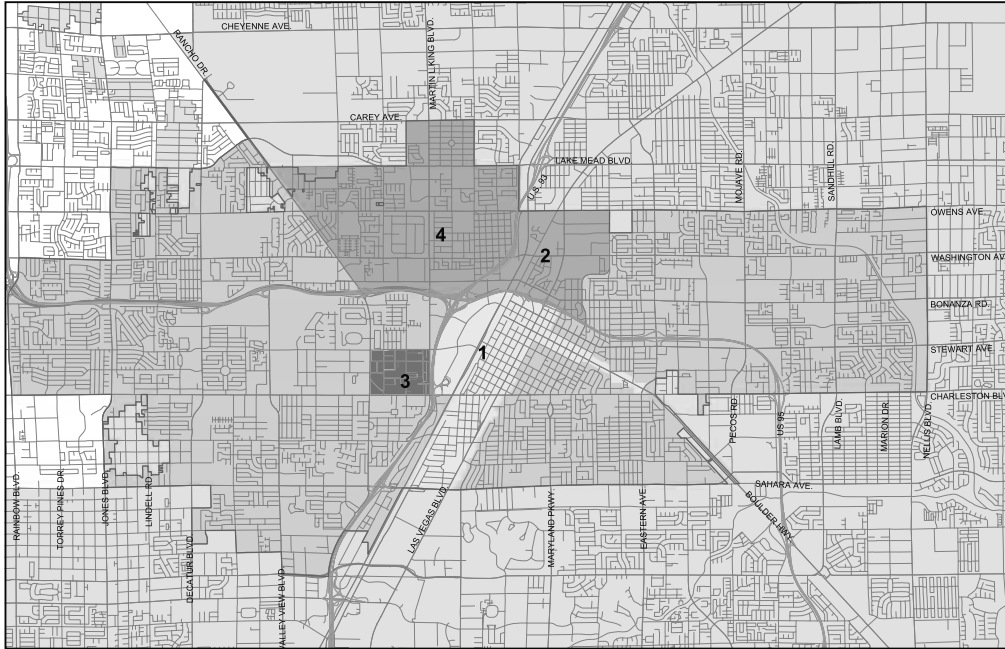 CHEYENNE AVE.
RANCHO DR.
MARTIN L KING BLVD.
CAREY AVE.
LAKE MEAD BLVD.
U.S. 93
MOJAVE RD.
SANDHILL RD.
OWENS AVE.
4
2
WASHINGTON AV
BONANZA RD.
1
STEWART AVE.
3
CHARLESTON BLV
PECOS RD.
US 95
LAMB BLVD.
MARION DR.
NELLIS BLVD.
RAINBOW BLVD.
TORREY PINES DR.
JONES BLVD.
LINDELL RD.
SAHARA AVE.
DECATUR BLVD.
VALLEY VIEW BLVD.
LAS VEGAS BLVD.
MARYLAND PKWY.
EASTERN AVE.
BOULDER HWY.